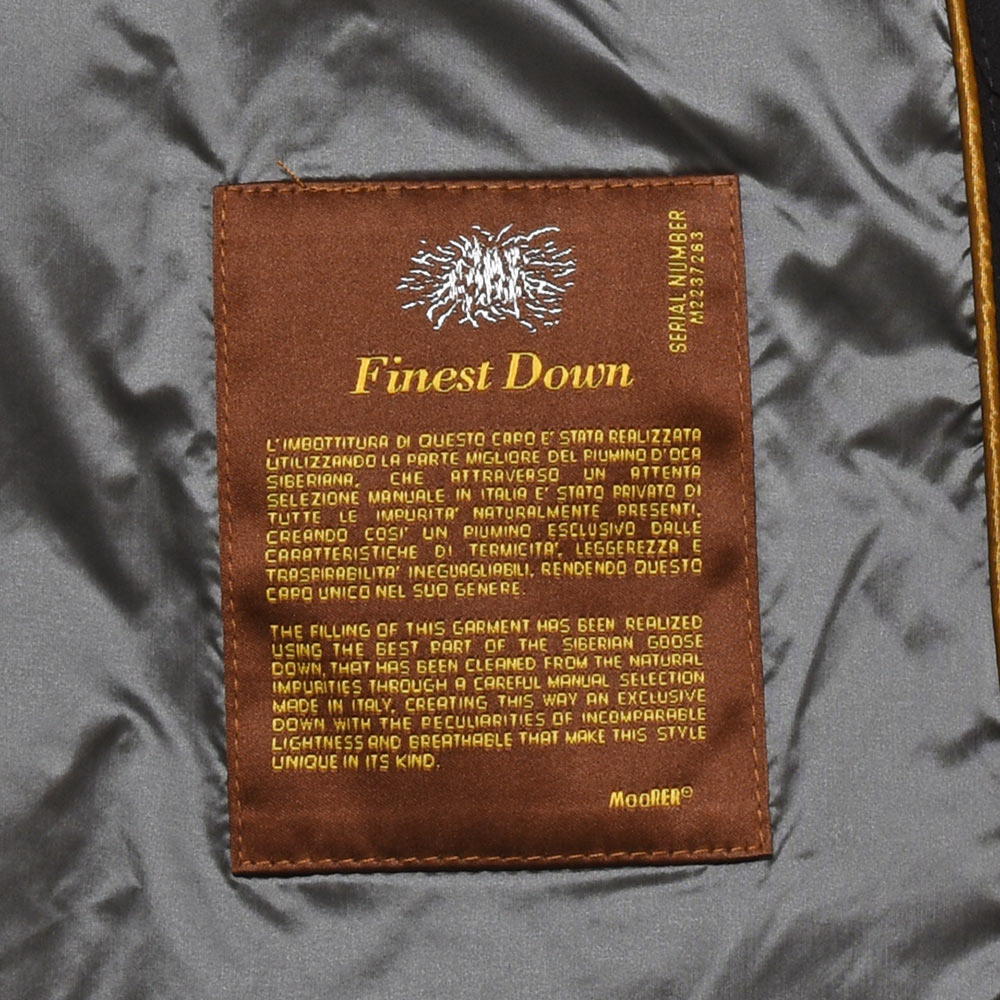 SERIAL NUMBER
M2237263
Finest Down
L'IMBOTTITURA DI QUESTO CAPO E' STATA REALIZZATA
UTILIZZANDO LA PARTE MIGLIORE DEL PIUMINO D'OCA
SIBERIANA, CHE ATTRAVERSO UN ATTENTA
SELEZIONE MANUALE IN ITALIA E' STATO PRIVATO DI
TUTTE LE IMPURITA' NATURALMENTE PRESENTI,
CREANDO COSI' UN PIUMINO ESCLUSIVO DALLE
CARATTERISTICHE DI TERMICITA', LEGGEREZZA E
TRASPIRABILITA' INEGUAGLIABILI, RENDENDO QUESTO
CAPO UNICO NEL SUO GENERE.
THE FILLING OF THIS GARMENT HAS BEEN REALIZED
USING THE BEST PART OF THE SIBERIAN GOOSE
DOWN, THAT HAS BEEN CLEANED FROM THE NATURAL
IMPURITIES THROUGH A CAREFUL MANUAL SELECTION
MADE IN ITALY, CREATING THIS WAY AN EXCLUSIVE
DOWN WITH THE PECULIARITIES OF INCOMPARABLE
LIGHTNESS AND BREATHABLE THAT MAKE THIS STYLE
UNIQUE IN ITS KIND.
MooRER©